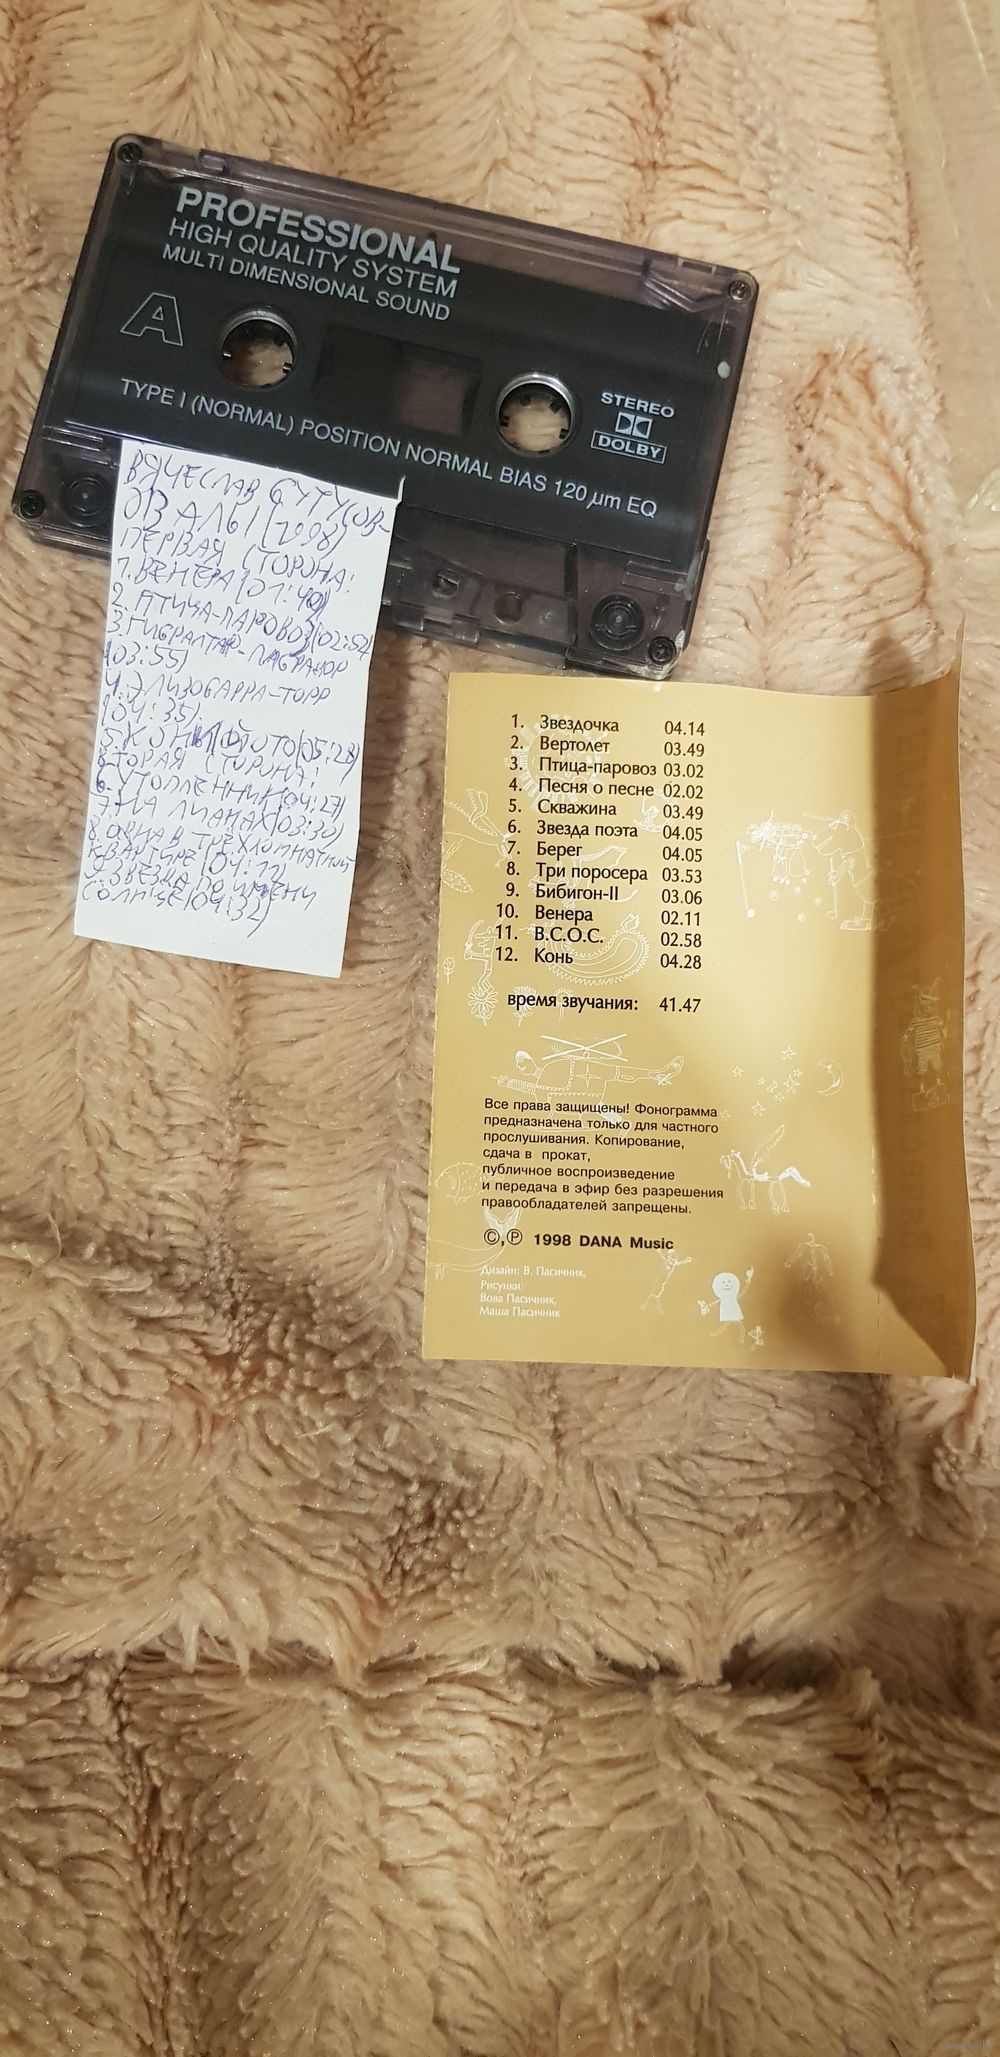 PROFESSIONAL
HIGH QUALITY SYSTEM
MULTI DIMENSIONAL SOUND
A
STEREO
DOLBY
TYPE I (NORMAL) POSITION NORMAL BIAS 120 µm EQ
ВЯЧЕСЛАВ БУТУСОВ-
ОВАЛЫ (1998)
ПЕРВАЯ СТОРОНА:
1. ВЕНЕРА (01:40)
2. ПТИЦА-ПАРОВОЗ (02:52)
3. ГИБРАЛТАР-ЛАБРАДОР
(03:55)
4. ЭЛИЗОБАРРА-ТОРР
(04:35)
5. (05:28)
ВТОРАЯ СТОРОНА:
6. УТОПЛЕННИК (04:27)
7. НА ЛИАНАХ (03:30)
8. ОДНА В ТРЁХКОМНАТНОЙ
КВАРТИРЕ (04:11)
9. ЗВЕЗДА ПО ИМЕНИ
СОЛНЦЕ (04:32)
1. Звездочка 04.14
2. Вертолет 03.49
3. Птица-паровоз 03.02
4. Песня о песне 02.02
5. Скважина 03.49
6. Звезда поэта 04.05
7. Берег 04.05
8. Три поросера 03.53
9. Бибигон-II 03.06
10. Венера 02.11
11. В.С.О.С. 02.58
12. Конь 04.28
время звучания: 41.47
Все права защищены! Фонограмма
предназначена только для частного
прослушивания. Копирование,
сдача в прокат,
публичное воспроизведение
и передача в эфир без разрешения
правообладателей запрещены.
©,℗ 1998 DANA Music
Дизайн: В. Пасичник,
Рисунки:
Вова Пасичник,
Маша Пасичник